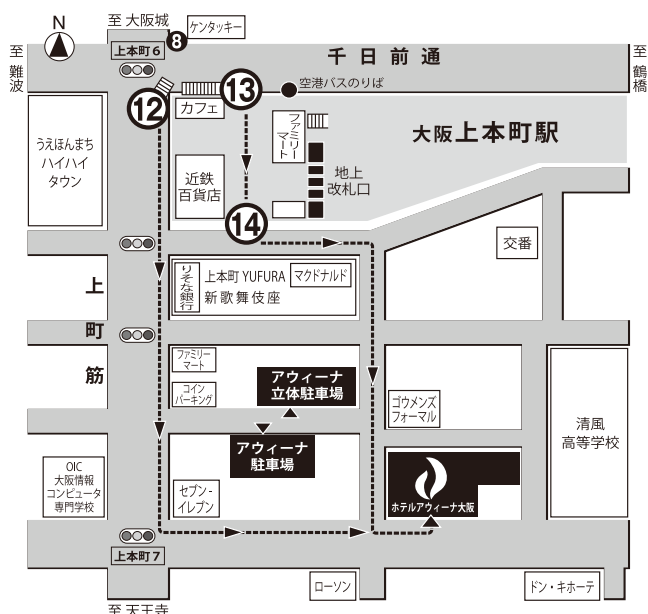 N
至 大阪城
8
ケンタッキー
上本町6
至難波
千日前通
至鶴橋
12
13
空港バスのりば
カフェ
ファミリーマート
大阪上本町駅
うえほんまち
ハイハイ
タウン
近鉄
百貨店
地上
改札口
14
交番
上町筋
りそな銀行
上本町 YUFURA
新歌舞伎座
マクドナルド
ファミリー
マート
コイン
パーキング
アウィーナ
立体駐車場
ゴウメンズ
フォーマル
清風
高等学校
アウィーナ
駐車場
OIC
大阪情報
コンピュータ
専門学校
セブン-
イレブン
ホテルアウィーナ大阪
上本町7
ローソン
ドン・キホーテ
至 天王寺